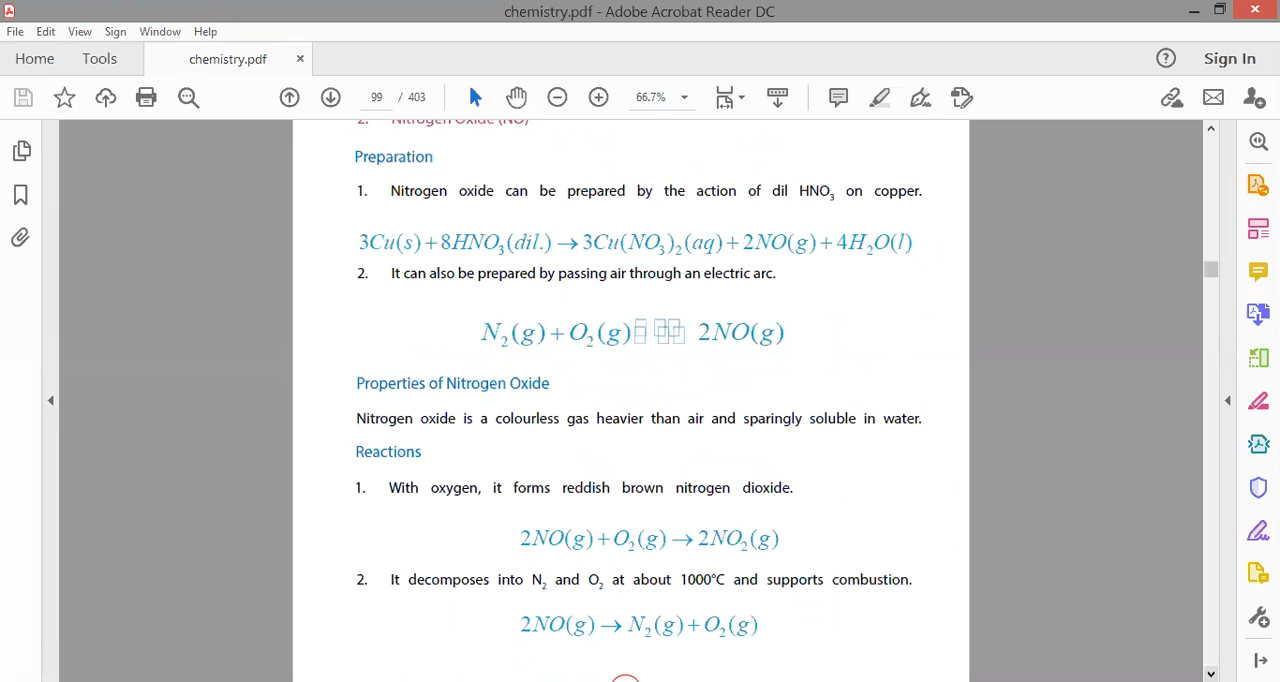 chemistry.pdf - Adobe Acrobat Reader DC
File Edit View Sign Window Help
Home Tools chemistry.pdf × Sign In
99 / 403 66.7%
2. Nitrogen Oxide (NO)
Preparation
1. Nitrogen oxide can be prepared by the action of dil HNO₃ on copper.
3Cu(s)+8HNO₃(dil.)→3Cu(NO₃)₂(aq)+2NO(g)+4H₂O(l)
2. It can also be prepared by passing air through an electric arc.
N₂(g)+O₂(g) 2NO(g)
Properties of Nitrogen Oxide
Nitrogen oxide is a colourless gas heavier than air and sparingly soluble in water.
Reactions
1. With oxygen, it forms reddish brown nitrogen dioxide.
2NO(g)+O₂(g)→2NO₂(g)
2. It decomposes into N₂ and O₂ at about 1000°C and supports combustion.
2NO(g)→N₂(g)+O₂(g)